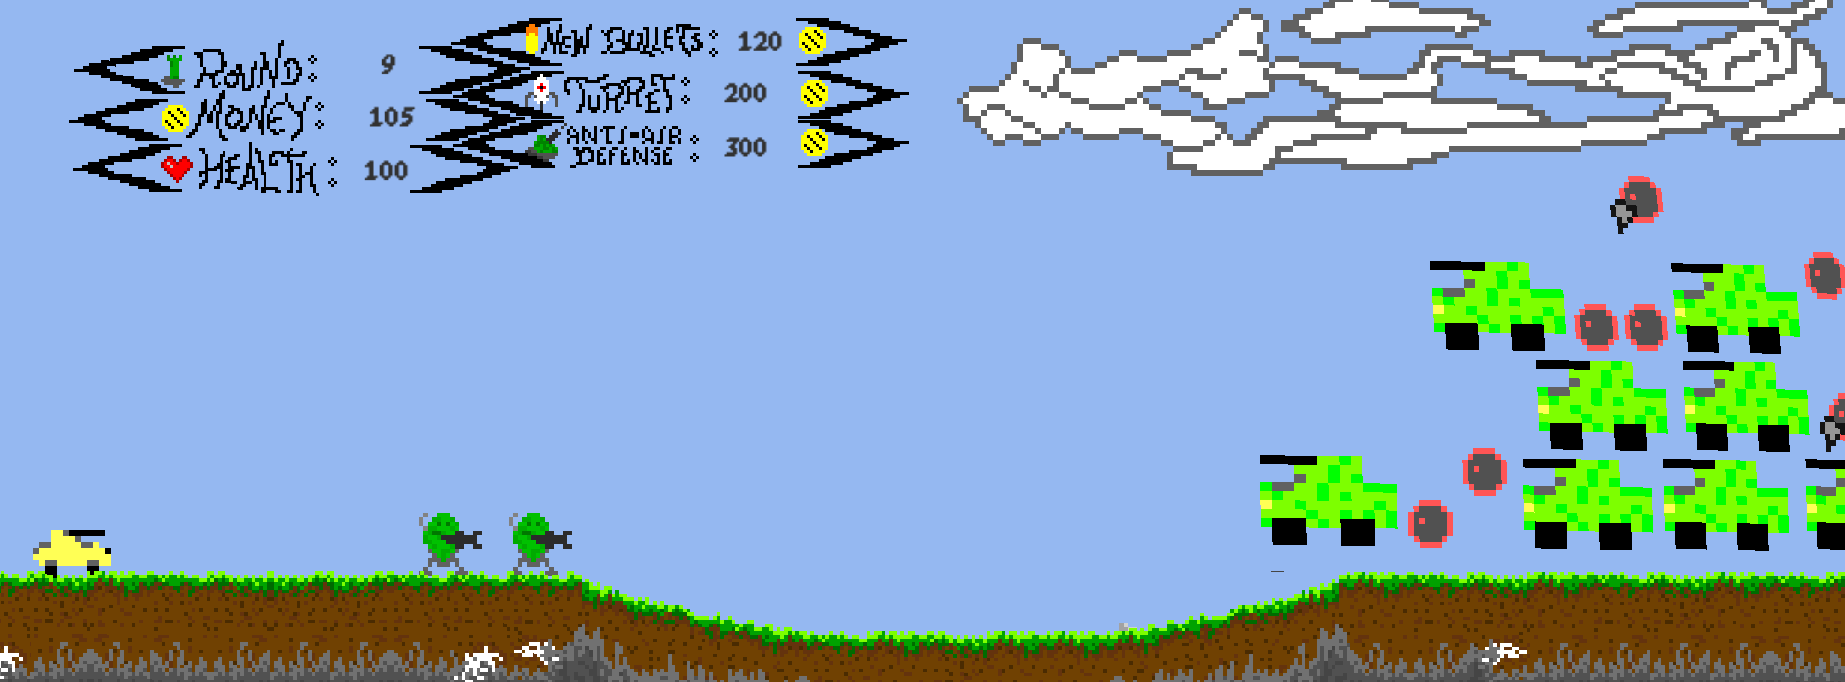 ROUND: 9
MONEY: 105
HEALTH: 100
NEW BULLETS: 120
TURRET: 200
ANTI-AIR
DEFENSE: 300